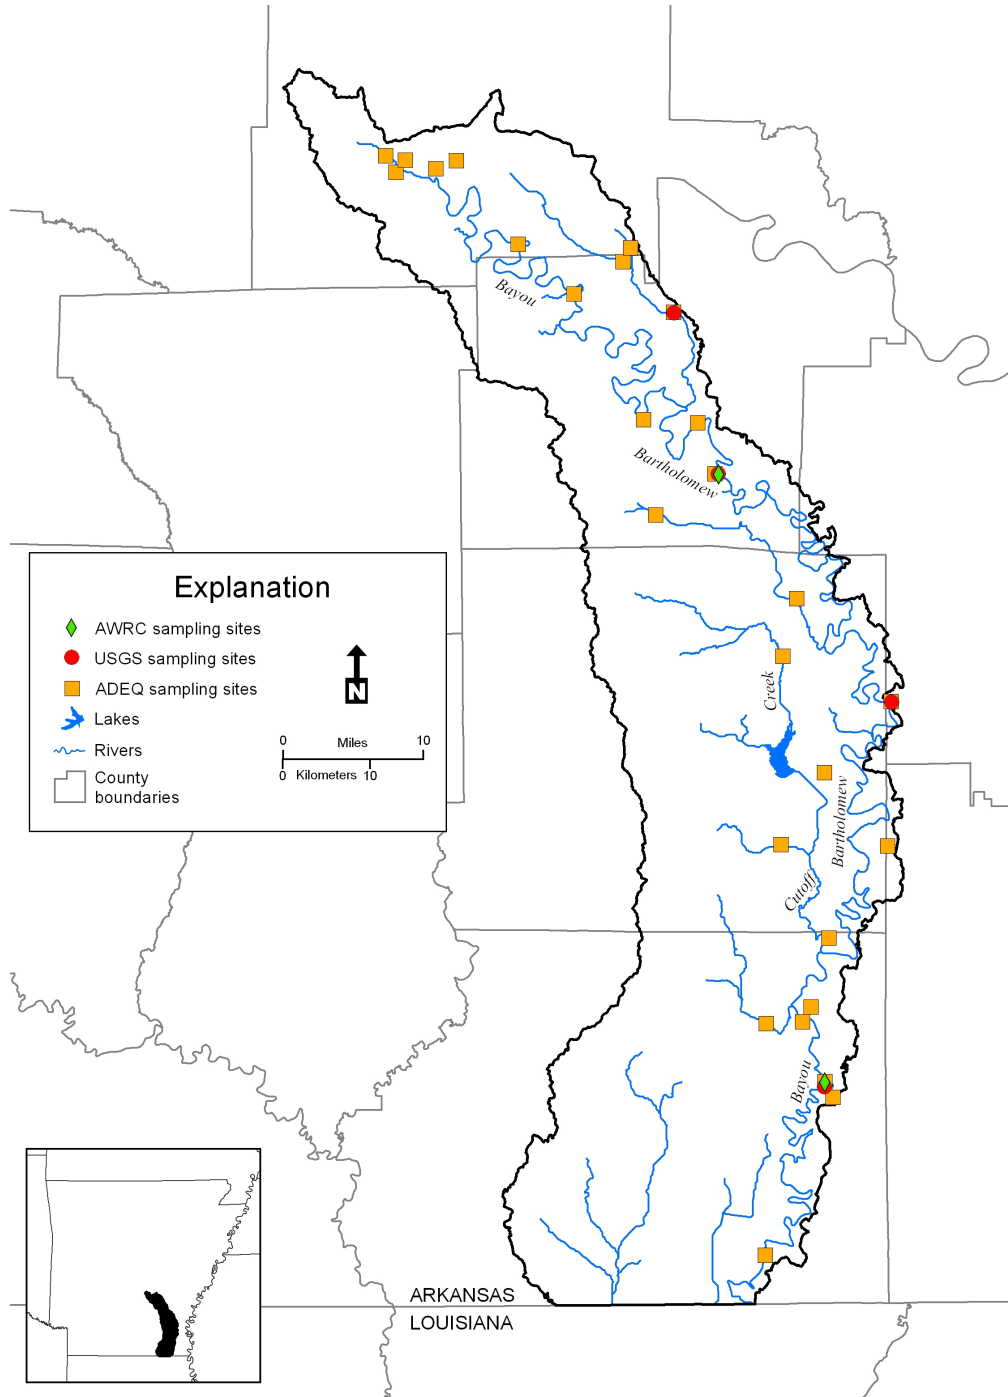 Bayou
Bartholomew
Explanation
AWRC sampling sites
USGS sampling sites
ADEQ sampling sites
Lakes
Rivers
County
boundaries
N
0 Miles 10
0 Kilometers 10
Creek
Bartholomew
Cutoff
Bayou
ARKANSAS
LOUISIANA